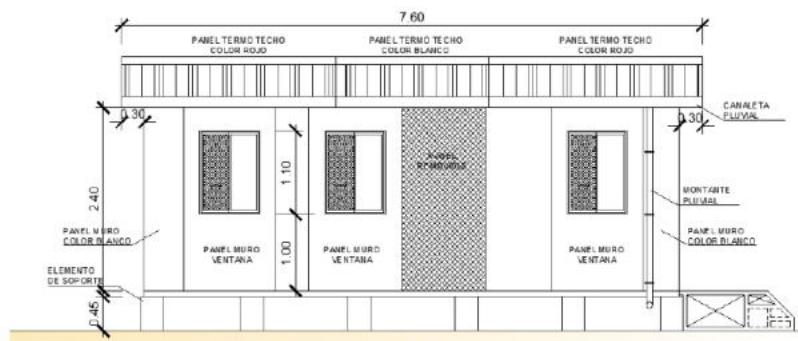 7.60
PANEL TERMO TECHO
COLOR ROJO
PANEL TERMO TECHO
COLOR BLANCO
PANEL TERMO TECHO
COLOR ROJO
CANALETA
PLUVIAL
0.30
0.30
PANEL
REMOVIBLE
1.10
2.40
MONTANTE
PLUVIAL
PANEL MURO
COLOR BLANCO
PANEL MURO
VENTANA
1.00
PANEL MURO
VENTANA
PANEL MURO
VENTANA
PANEL MURO
COLOR BLANCO
ELEMENTO
DE SOPORTE
0.45